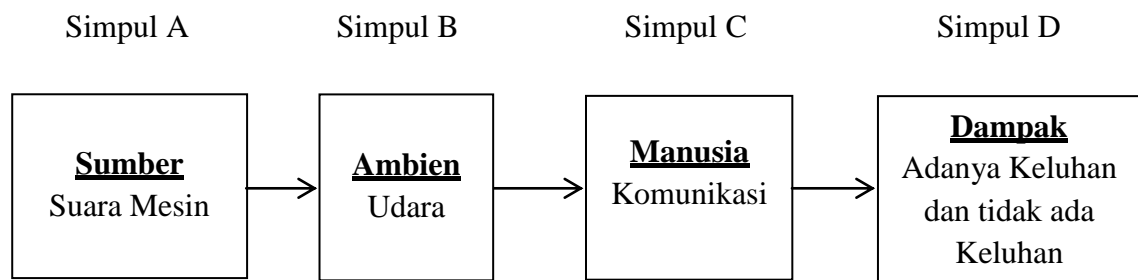 Simpul A Simpul B Simpul C Simpul D
Sumber
Suara Mesin
Ambien
Udara
Manusia
Komunikasi
Dampak
Adanya Keluhan
dan tidak ada
Keluhan